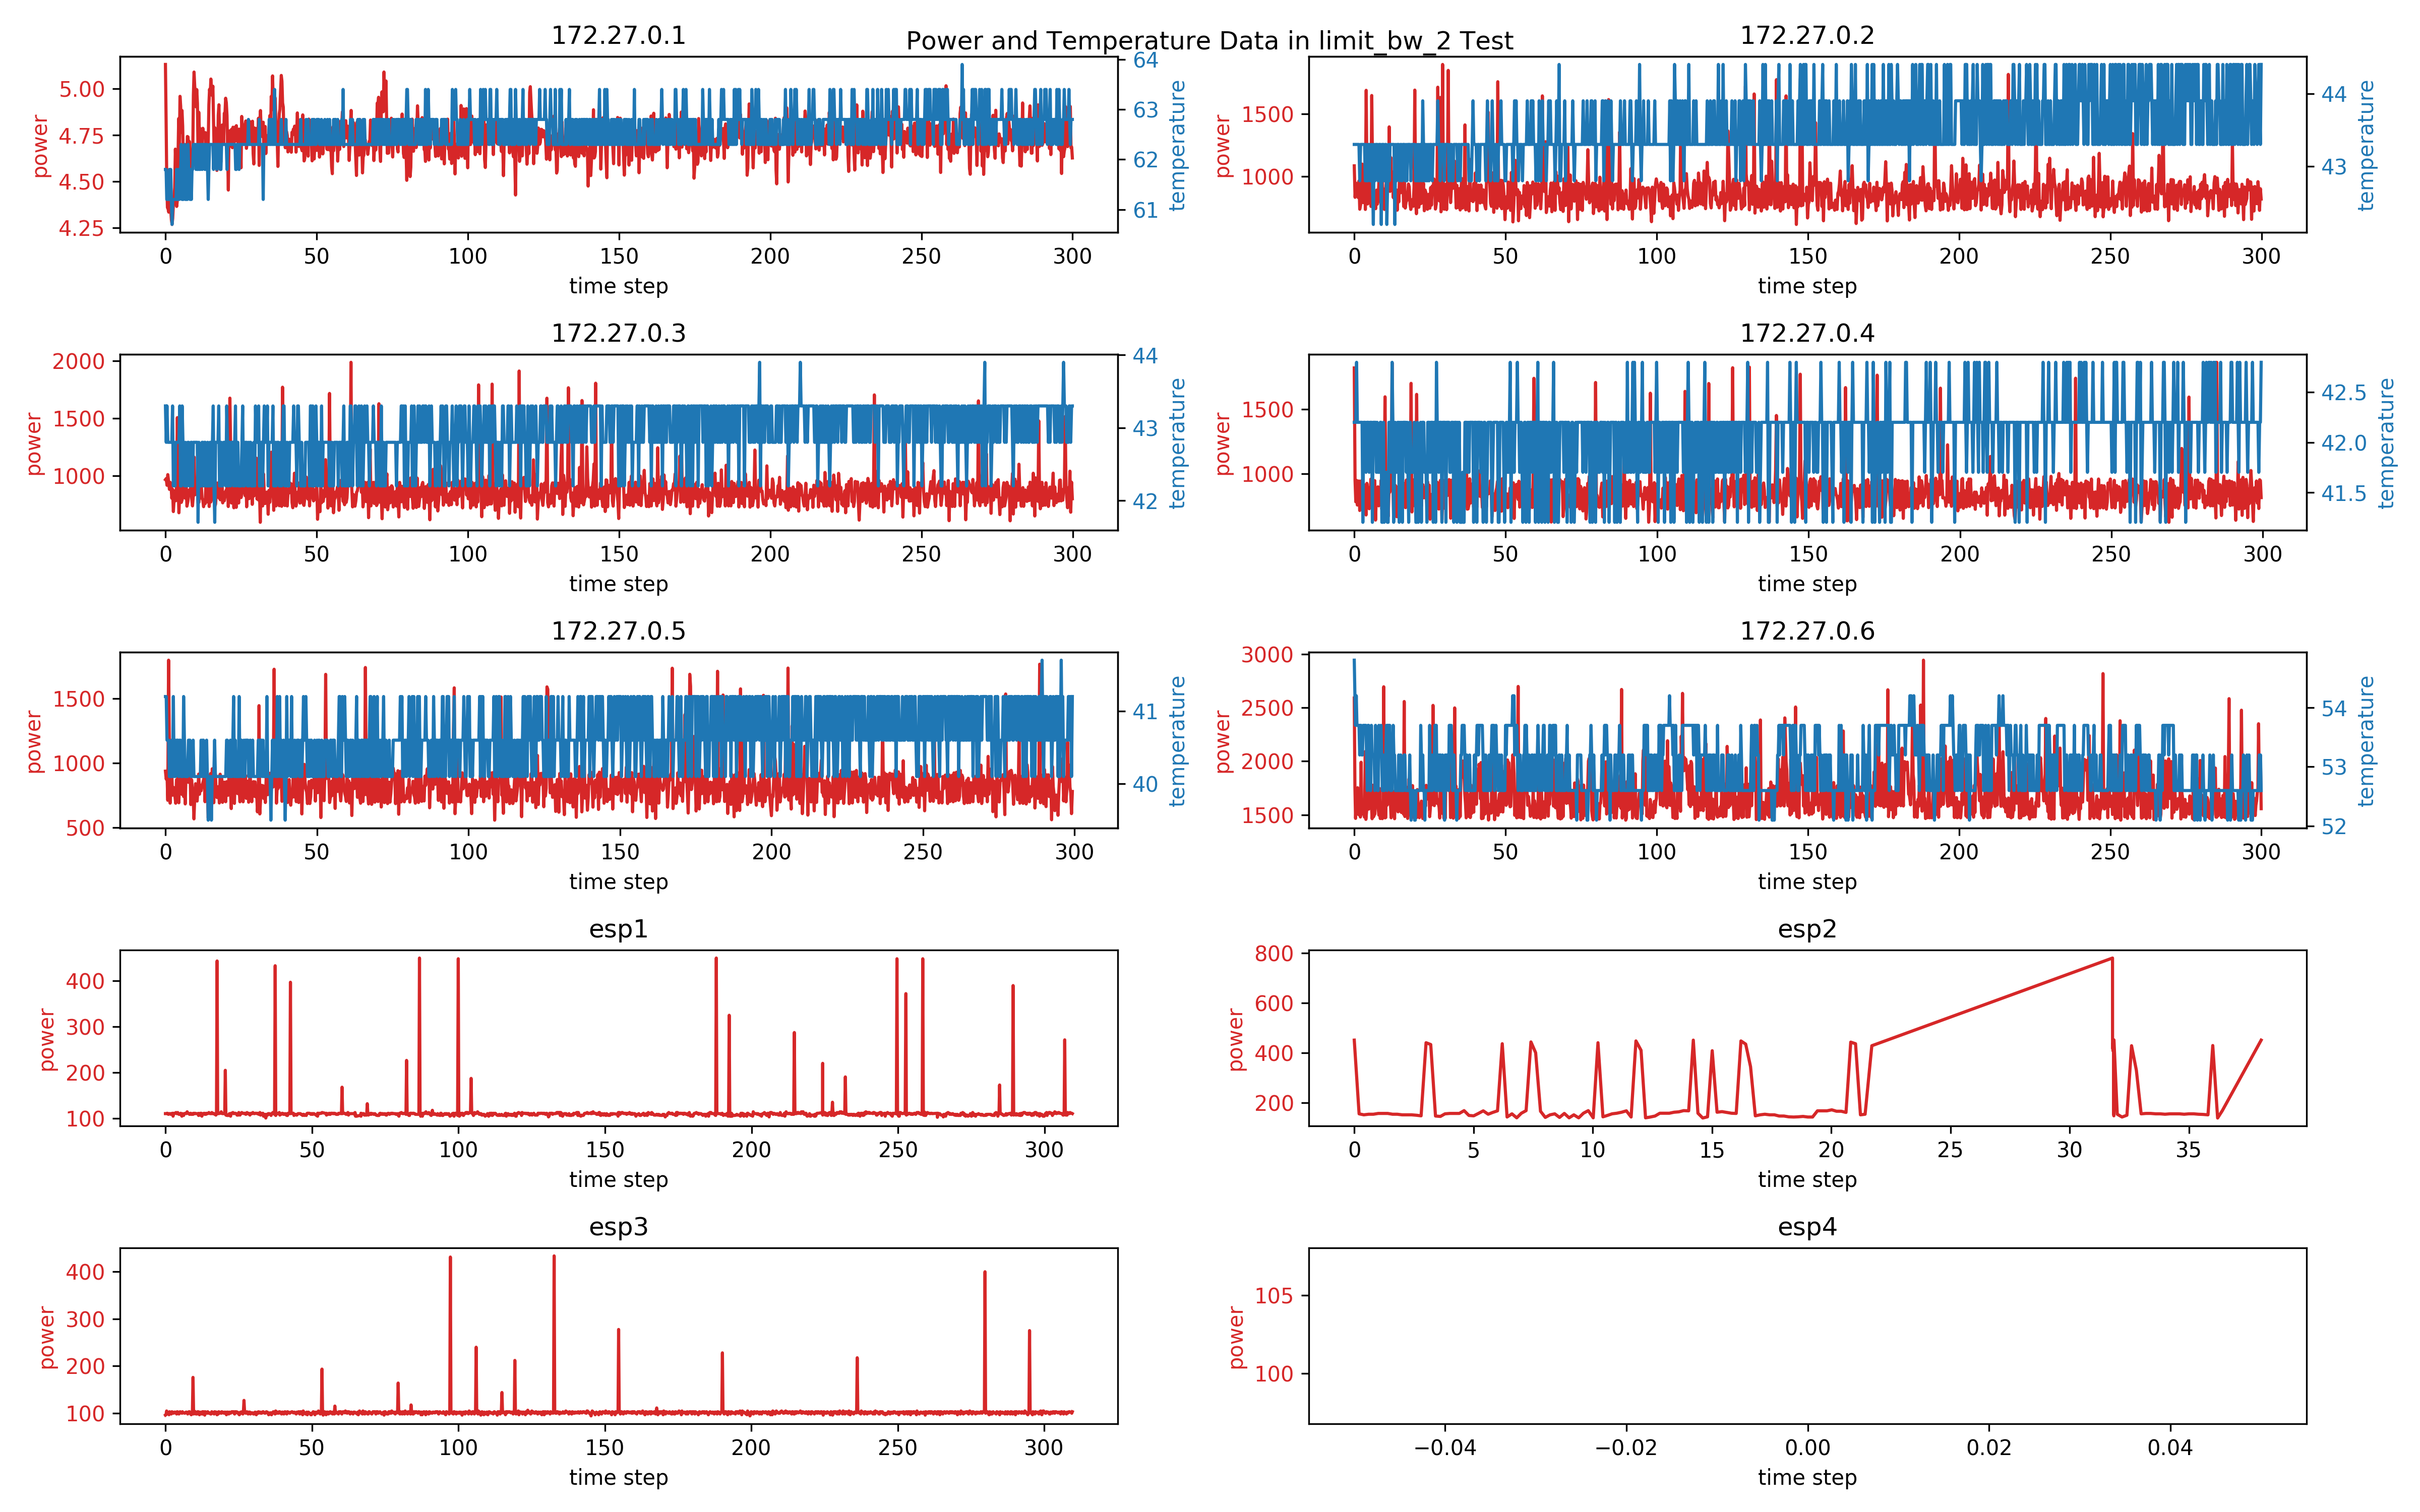 Power and Temperature Data in limit_bw_2 Test
172.27.0.1
5.00
4.75
4.50
4.25
power
64
63
62
61
temperature
0 50 100 150 200 250 300
time step
172.27.0.2
1500
1000
power
44
43
temperature
0 50 100 150 200 250 300
time step
172.27.0.3
2000
1500
1000
power
44
43
42
temperature
0 50 100 150 200 250 300
time step
172.27.0.4
1500
1000
power
42.5
42.0
41.5
temperature
0 50 100 150 200 250 300
time step
172.27.0.5
1500
1000
500
power
41
40
temperature
0 50 100 150 200 250 300
time step
172.27.0.6
3000
2500
2000
1500
power
54
53
52
temperature
0 50 100 150 200 250 300
time step
esp1
400
300
200
100
power
0 50 100 150 200 250 300
time step
esp2
800
600
400
200
power
0 5 10 15 20 25 30 35
time step
esp3
400
300
200
100
power
0 50 100 150 200 250 300
time step
esp4
105
100
power
−0.04 −0.02 0.00 0.02 0.04
time step